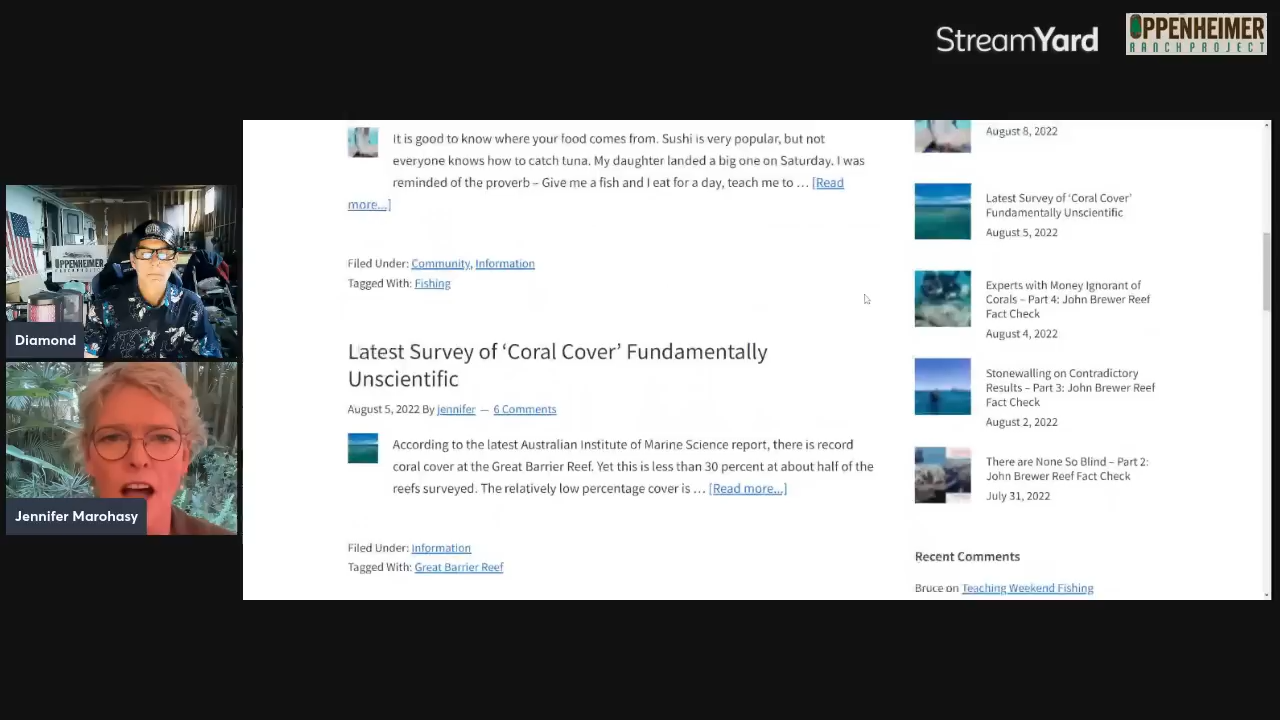 StreamYard
OPPENHEIMER
RANCH PROJECT
It is good to know where your food comes from. Sushi is very popular, but not
everyone knows how to catch tuna. My daughter landed a big one on Saturday. I was
reminded of the proverb – Give me a fish and I eat for a day, teach me to … [Read
more...]
Filed Under: Community, Information
Tagged With: Fishing
Latest Survey of ‘Coral Cover’ Fundamentally
Unscientific
August 5, 2022 By jennifer — 6 Comments
According to the latest Australian Institute of Marine Science report, there is record
coral cover at the Great Barrier Reef. Yet this is less than 30 percent at about half of the
reefs surveyed. The relatively low percentage cover is … [Read more...]
Filed Under: Information
Tagged With: Great Barrier Reef
August 8, 2022
Latest Survey of ‘Coral Cover’
Fundamentally Unscientific
August 5, 2022
Experts with Money Ignorant of
Corals – Part 4: John Brewer Reef
Fact Check
August 4, 2022
Stonewalling on Contradictory
Results – Part 3: John Brewer Reef
Fact Check
August 2, 2022
There are None So Blind – Part 2:
John Brewer Reef Fact Check
July 31, 2022
Recent Comments
Bruce on Teaching Weekend Fishing
OPPENHEIMER
Diamond
Jennifer Marohasy